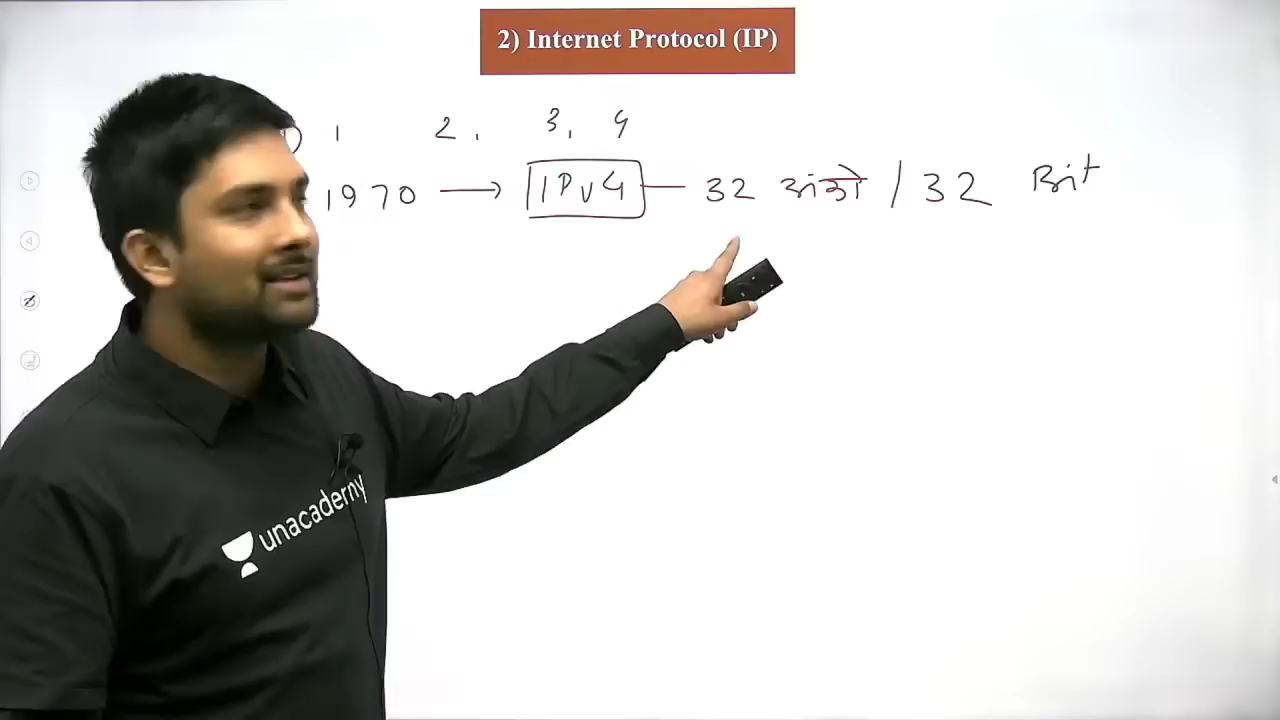 2) Internet Protocol (IP)
) 1 2. 3, 4
1970 → IPv4 — 32 अंको / 32 Bit
unacademy